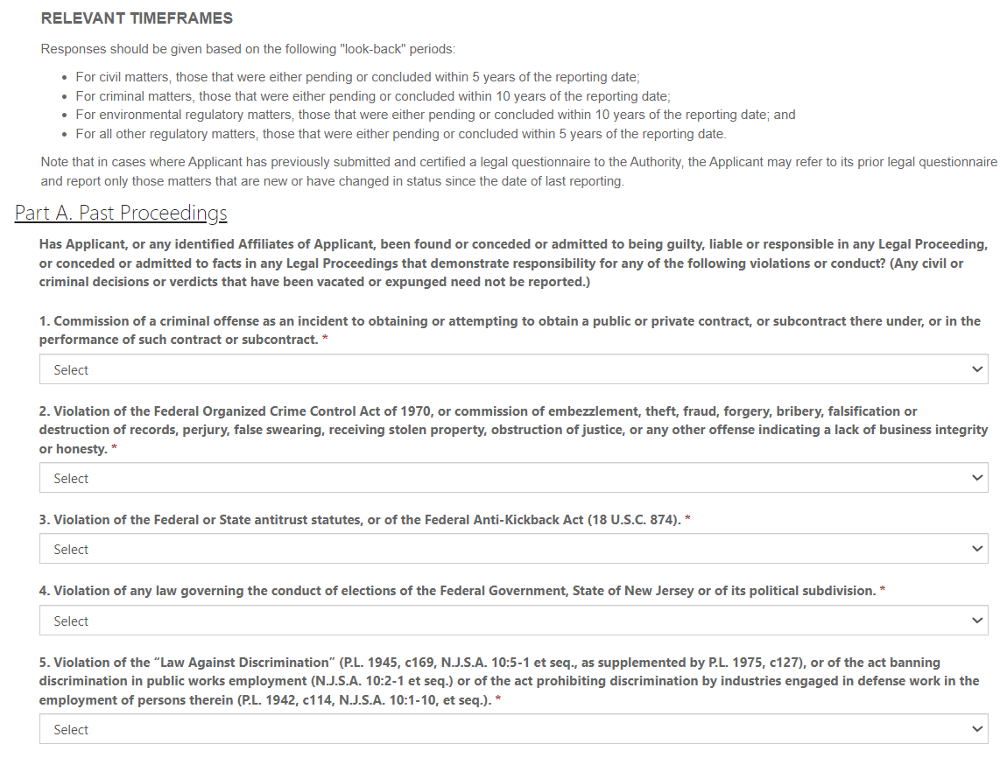 RELEVANT TIMEFRAMES
Responses should be given based on the following "look-back" periods:
• For civil matters, those that were either pending or concluded within 5 years of the reporting date;
• For criminal matters, those that were either pending or concluded within 10 years of the reporting date;
• For environmental regulatory matters, those that were either pending or concluded within 10 years of the reporting date; and
• For all other regulatory matters, those that were either pending or concluded within 5 years of the reporting date.
Note that in cases where Applicant has previously submitted and certified a legal questionnaire to the Authority, the Applicant may refer to its prior legal questionnaire
and report only those matters that are new or have changed in status since the date of last reporting.
Part A. Past Proceedings
Has Applicant, or any identified Affiliates of Applicant, been found or conceded or admitted to being guilty, liable or responsible in any Legal Proceeding,
or conceded or admitted to facts in any Legal Proceedings that demonstrate responsibility for any of the following violations or conduct? (Any civil or
criminal decisions or verdicts that have been vacated or expunged need not be reported.)
1. Commission of a criminal offense as an incident to obtaining or attempting to obtain a public or private contract, or subcontract there under, or in the
performance of such contract or subcontract. *
Select
2. Violation of the Federal Organized Crime Control Act of 1970, or commission of embezzlement, theft, fraud, forgery, bribery, falsification or
destruction of records, perjury, false swearing, receiving stolen property, obstruction of justice, or any other offense indicating a lack of business integrity
or honesty. *
Select
3. Violation of the Federal or State antitrust statutes, or of the Federal Anti-Kickback Act (18 U.S.C. 874). *
Select
4. Violation of any law governing the conduct of elections of the Federal Government, State of New Jersey or of its political subdivision. *
Select
5. Violation of the “Law Against Discrimination” (P.L. 1945, c169, N.J.S.A. 10:5-1 et seq., as supplemented by P.L. 1975, c127), or of the act banning
discrimination in public works employment (N.J.S.A. 10:2-1 et seq.) or of the act prohibiting discrimination by industries engaged in defense work in the
employment of persons therein (P.L. 1942, c114, N.J.S.A. 10:1-10, et seq.). *
Select